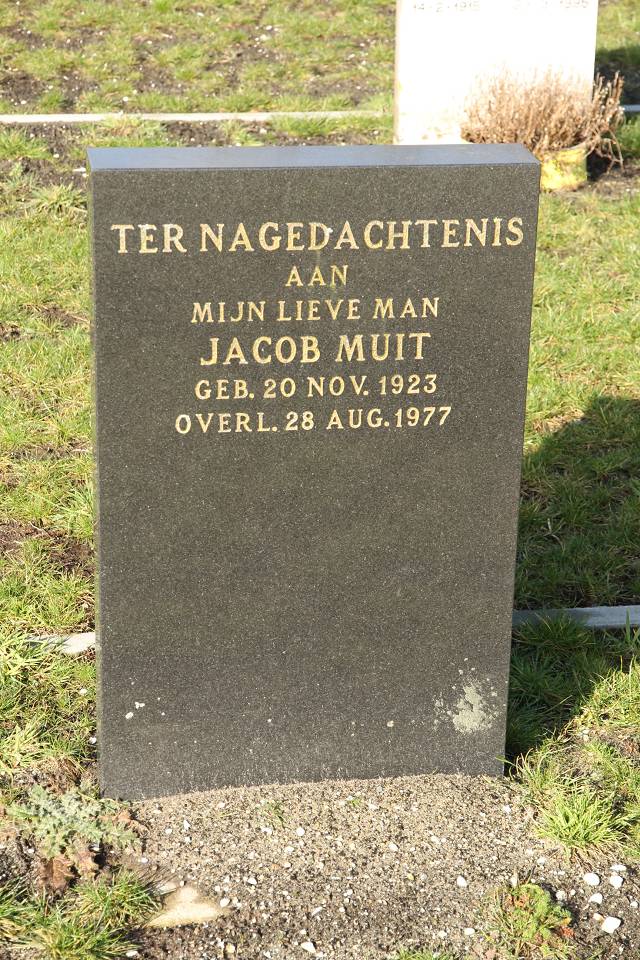 TER NAGEDACHTENIS
AAN
MIJN LIEVE MAN
JACOB MUIT
GEB. 20 NOV. 1923
OVERL. 28 AUG. 1977